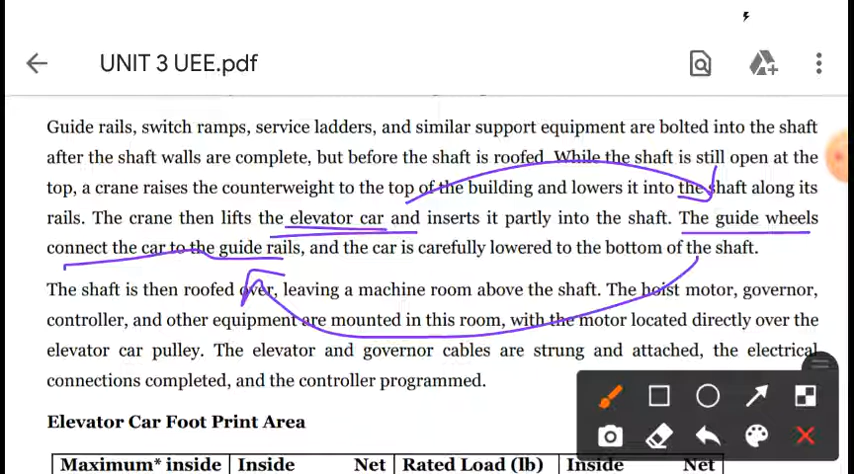 UNIT 3 UEE.pdf
Guide rails, switch ramps, service ladders, and similar support equipment are bolted into the shaft
after the shaft walls are complete, but before the shaft is roofed. While the shaft is still open at the
top, a crane raises the counterweight to the top of the building and lowers it into the shaft along its
rails. The crane then lifts the elevator car and inserts it partly into the shaft. The guide wheels
connect the car to the guide rails, and the car is carefully lowered to the bottom of the shaft.
The shaft is then roofed over, leaving a machine room above the shaft. The hoist motor, governor,
controller, and other equipment are mounted in this room, with the motor located directly over the
elevator car pulley. The elevator and governor cables are strung and attached, the electrical
connections completed, and the controller programmed.
Elevator Car Foot Print Area
Maximum* inside Inside Net Rated Load (lb) Inside Net